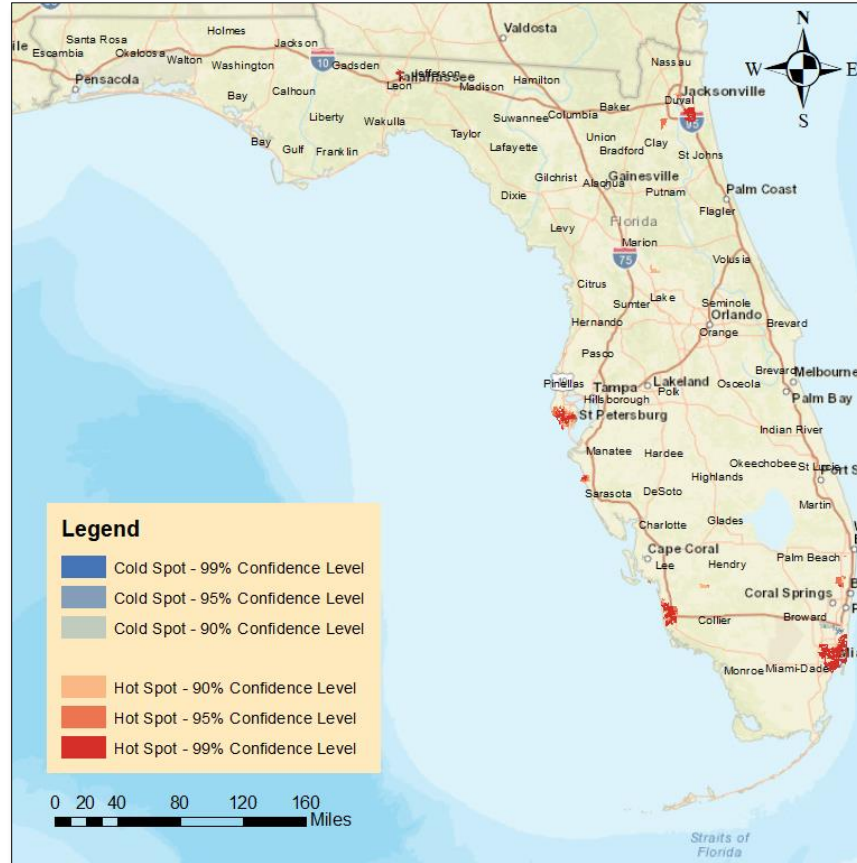 Valdosta
N
W
E
S
Santa Rosa
Holmes
Jackson
Nassau
Escambia
Okaloosa
Walton
Washington
10
Gadsden
Jefferson
Tallahassee
Hamilton
Jacksonville
Pensacola
Bay
Calhoun
Leon
Madison
Duval
Baker
95
Liberty
Wakulla
Suwannee
Columbia
Bay
Gulf
Franklin
Taylor
Lafayette
Union
Bradford
Clay
St Johns
Gilchrist
Alachua
Gainesville
Putnam
Palm Coast
Dixie
Flagler
Levy
Florida
Marion
75
Volusia
Citrus
Sumter
Lake
Seminole
Orlando
Hernando
Orange
Brevard
Pasco
Pinellas
Tampa
Lakeland
Osceola
Brevard
Melbourne
Hillsborough
Polk
Palm Bay
St Petersburg
Indian River
Manatee
Hardee
Okeechobee
St Lucie
Port S
Highlands
Sarasota
DeSoto
Martin
Charlotte
Glades
Cape Coral
Lee
Hendry
Palm Beach
Coral Springs
Collier
Broward
Monroe
Miami-Dade
Mia
Legend
Cold Spot - 99% Confidence Level
Cold Spot - 95% Confidence Level
Cold Spot - 90% Confidence Level
Hot Spot - 90% Confidence Level
Hot Spot - 95% Confidence Level
Hot Spot - 99% Confidence Level
0 20 40 80 120 160
Miles
Straits of
Florida